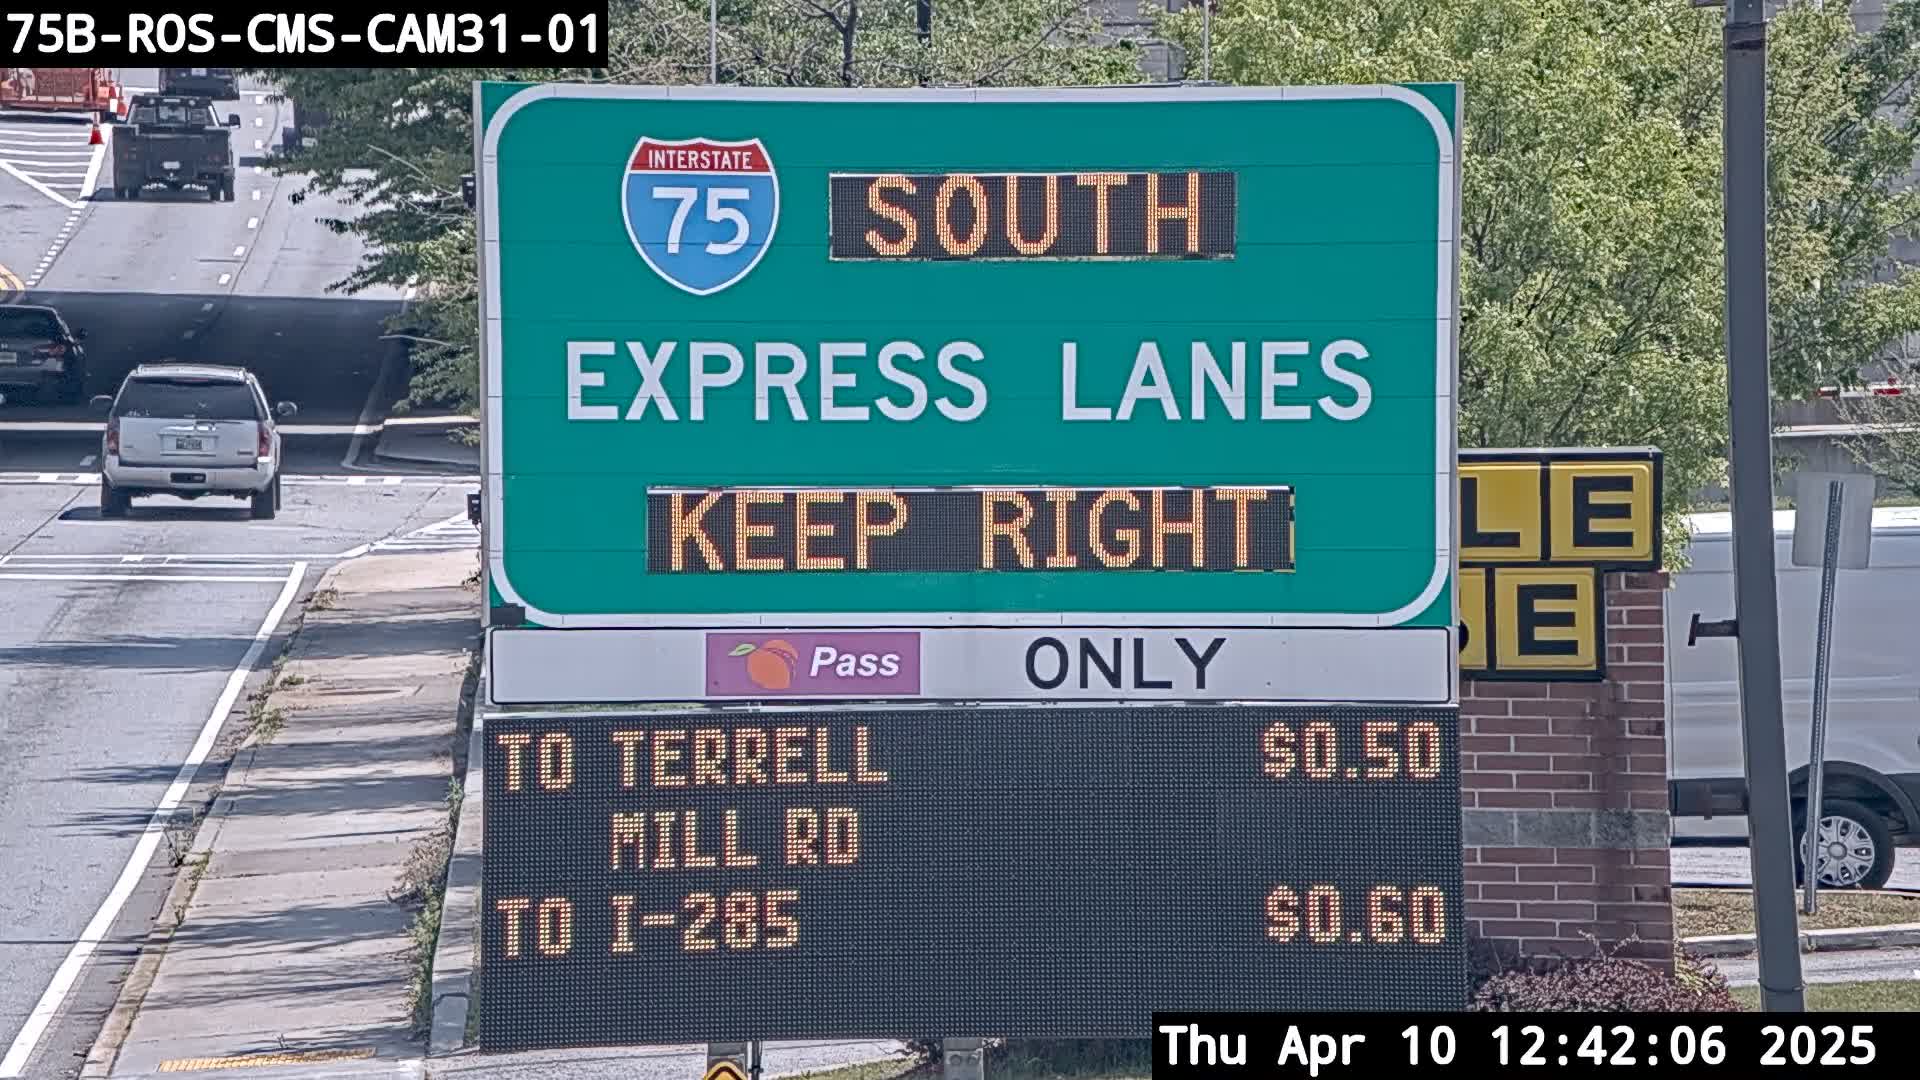 75B-ROS-CMS-CAM31-01
INTERSTATE
75
SOUTH
EXPRESS LANES
KEEP RIGHT
LE
E
Pass ONLY
TO TERRELL $0.50
MILL RD
TO I-285 $0.60
Thu Apr 10 12:42:06 2025